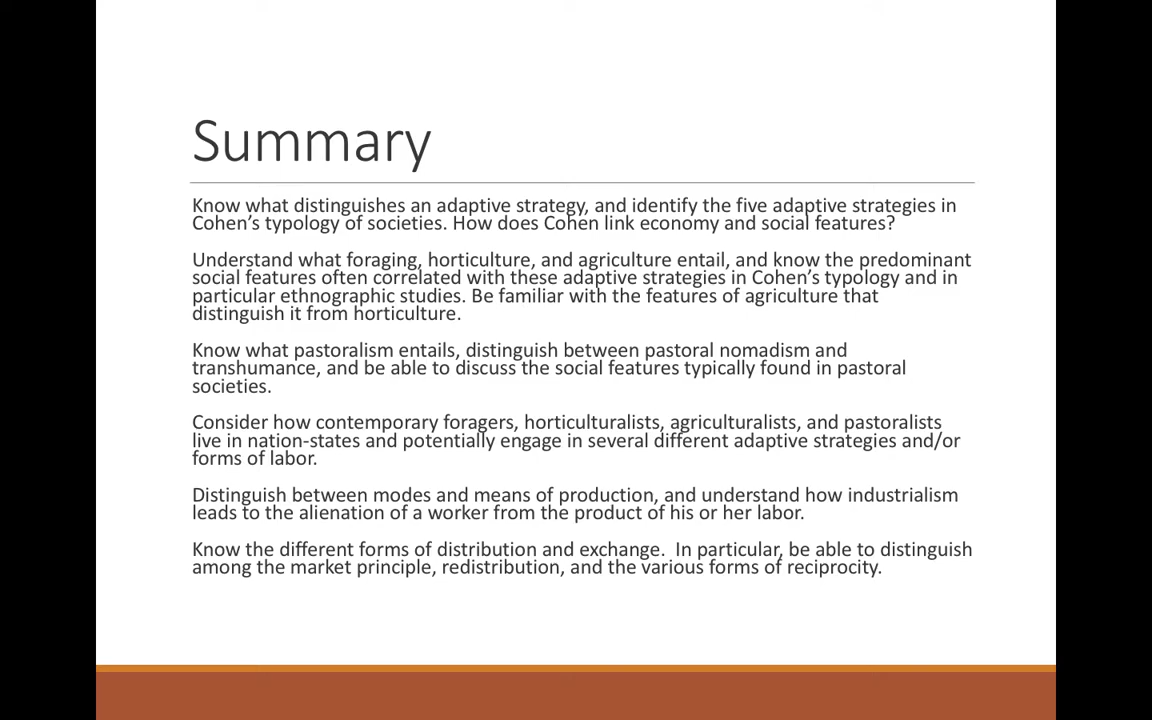 Summary
Know what distinguishes an adaptive strategy, and identify the five adaptive strategies in
Cohen’s typology of societies. How does Cohen link economy and social features?
Understand what foraging, horticulture, and agriculture entail, and know the predominant
social features often correlated with these adaptive strategies in Cohen’s typology and in
particular ethnographic studies. Be familiar with the features of agriculture that
distinguish it from horticulture.
Know what pastoralism entails, distinguish between pastoral nomadism and
transhumance, and be able to discuss the social features typically found in pastoral
societies.
Consider how contemporary foragers, horticulturalists, agriculturalists, and pastoralists
live in nation-states and potentially engage in several different adaptive strategies and/or
forms of labor.
Distinguish between modes and means of production, and understand how industrialism
leads to the alienation of a worker from the product of his or her labor.
Know the different forms of distribution and exchange.  In particular, be able to distinguish
among the market principle, redistribution, and the various forms of reciprocity.